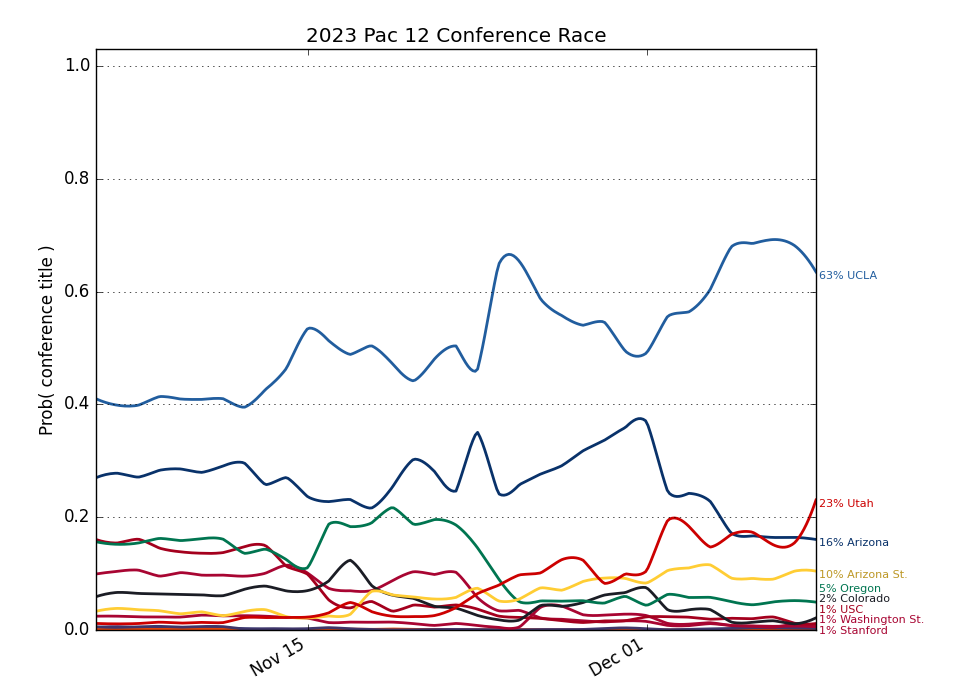 2023 Pac 12 Conference Race
Prob( conference title )
1.0
0.8
0.6
0.4
0.2
0.0
Nov 15
Dec 01
63% UCLA
23% Utah
16% Arizona
10% Arizona St.
5% Oregon
2% Colorado
1% USC
1% Washington St.
1% Stanford